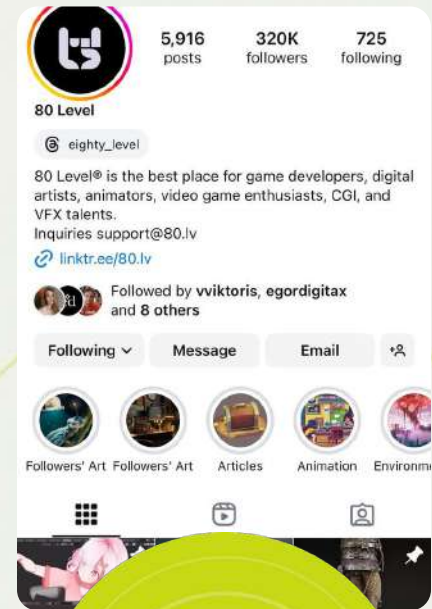 5,916 320K 725
posts followers following
80 Level
eighty_level
80 Level® is the best place for game developers, digital
artists, animators, video game enthusiasts, CGI, and
VFX talents.
Inquiries support@80.lv
linktr.ee/80.lv
Followed by vviktoris, egordigitax
and 8 others
Following Message Email
Followers' Art Followers' Art Articles Animation Environme